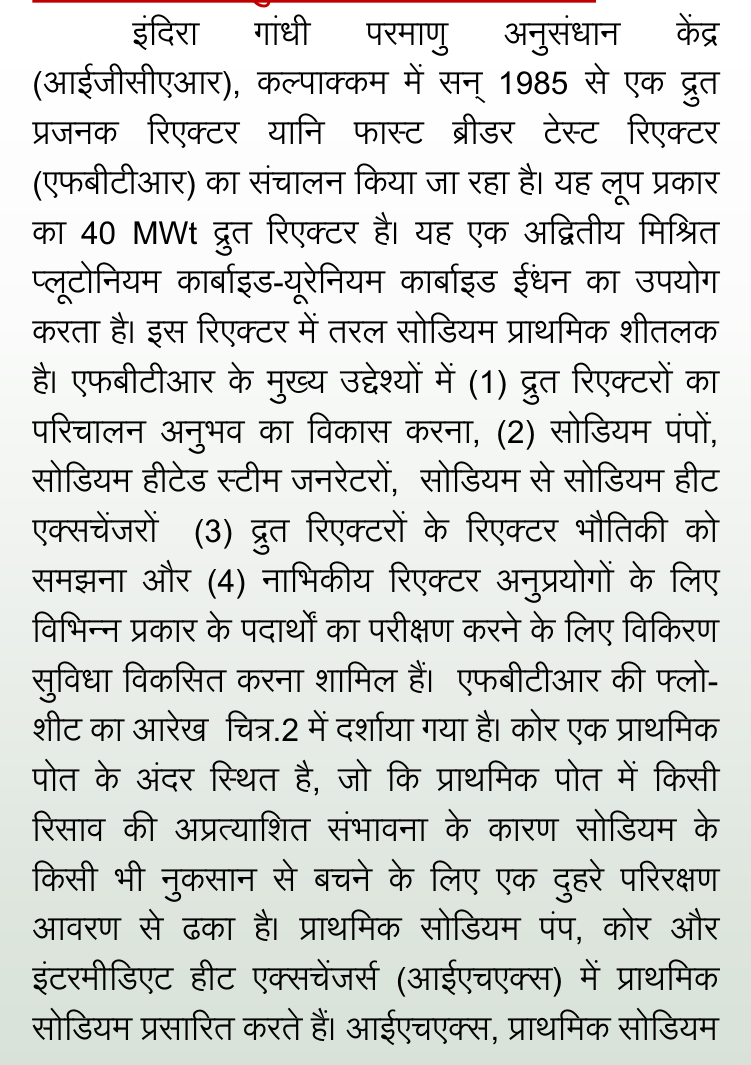 इंदिरा गांधी परमाणु अनुसंधान केंद्र
(आईजीसीएआर), कल्पाक्कम में सन् 1985 से एक द्रुत
प्रजनक रिएक्टर यानि फास्ट ब्रीडर टेस्ट रिएक्टर
(एफबीटीआर) का संचालन किया जा रहा है। यह लूप प्रकार
का 40 MWt द्रुत रिएक्टर है। यह एक अद्वितीय मिश्रित
प्लूटोनियम कार्बाइड-यूरेनियम कार्बाइड ईंधन का उपयोग
करता है। इस रिएक्टर में तरल सोडियम प्राथमिक शीतलक
है। एफबीटीआर के मुख्य उद्देश्यों में (1) द्रुत रिएक्टरों का
परिचालन अनुभव का विकास करना, (2) सोडियम पंपों,
सोडियम हीटेड स्टीम जनरेटरों, सोडियम से सोडियम हीट
एक्सचेंजरों (3) द्रुत रिएक्टरों के रिएक्टर भौतिकी को
समझना और (4) नाभिकीय रिएक्टर अनुप्रयोगों के लिए
विभिन्न प्रकार के पदार्थों का परीक्षण करने के लिए विकिरण
सुविधा विकसित करना शामिल हैं। एफबीटीआर की फ्लो-
शीट का आरेख चित्र.2 में दर्शाया गया है। कोर एक प्राथमिक
पोत के अंदर स्थित है, जो कि प्राथमिक पोत में किसी
रिसाव की अप्रत्याशित संभावना के कारण सोडियम के
किसी भी नुकसान से बचने के लिए एक दुहरे परिरक्षण
आवरण से ढका है। प्राथमिक सोडियम पंप, कोर और
इंटरमीडिएट हीट एक्सचेंजर्स (आईएचएक्स) में प्राथमिक
सोडियम प्रसारित करते हैं। आईएचएक्स, प्राथमिक सोडियम